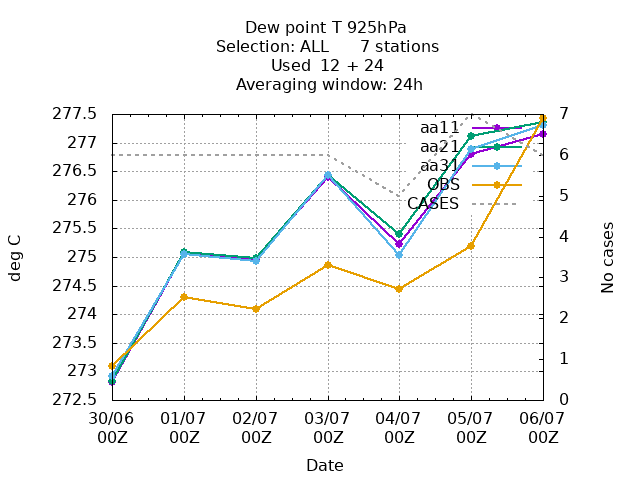 Dew point T 925hPa
Selection: ALL      7 stations
Used  12 + 24
Averaging window: 24h
277.5
277
276.5
276
275.5
275
274.5
274
273.5
273
272.5
7
6
5
4
3
2
1
0
aa11
aa21
aa31
OBS
CASES
deg C
No cases
30/06 01/07 02/07 03/07 04/07 05/07 06/07
00Z 00Z 00Z 00Z 00Z 00Z 00Z
Date